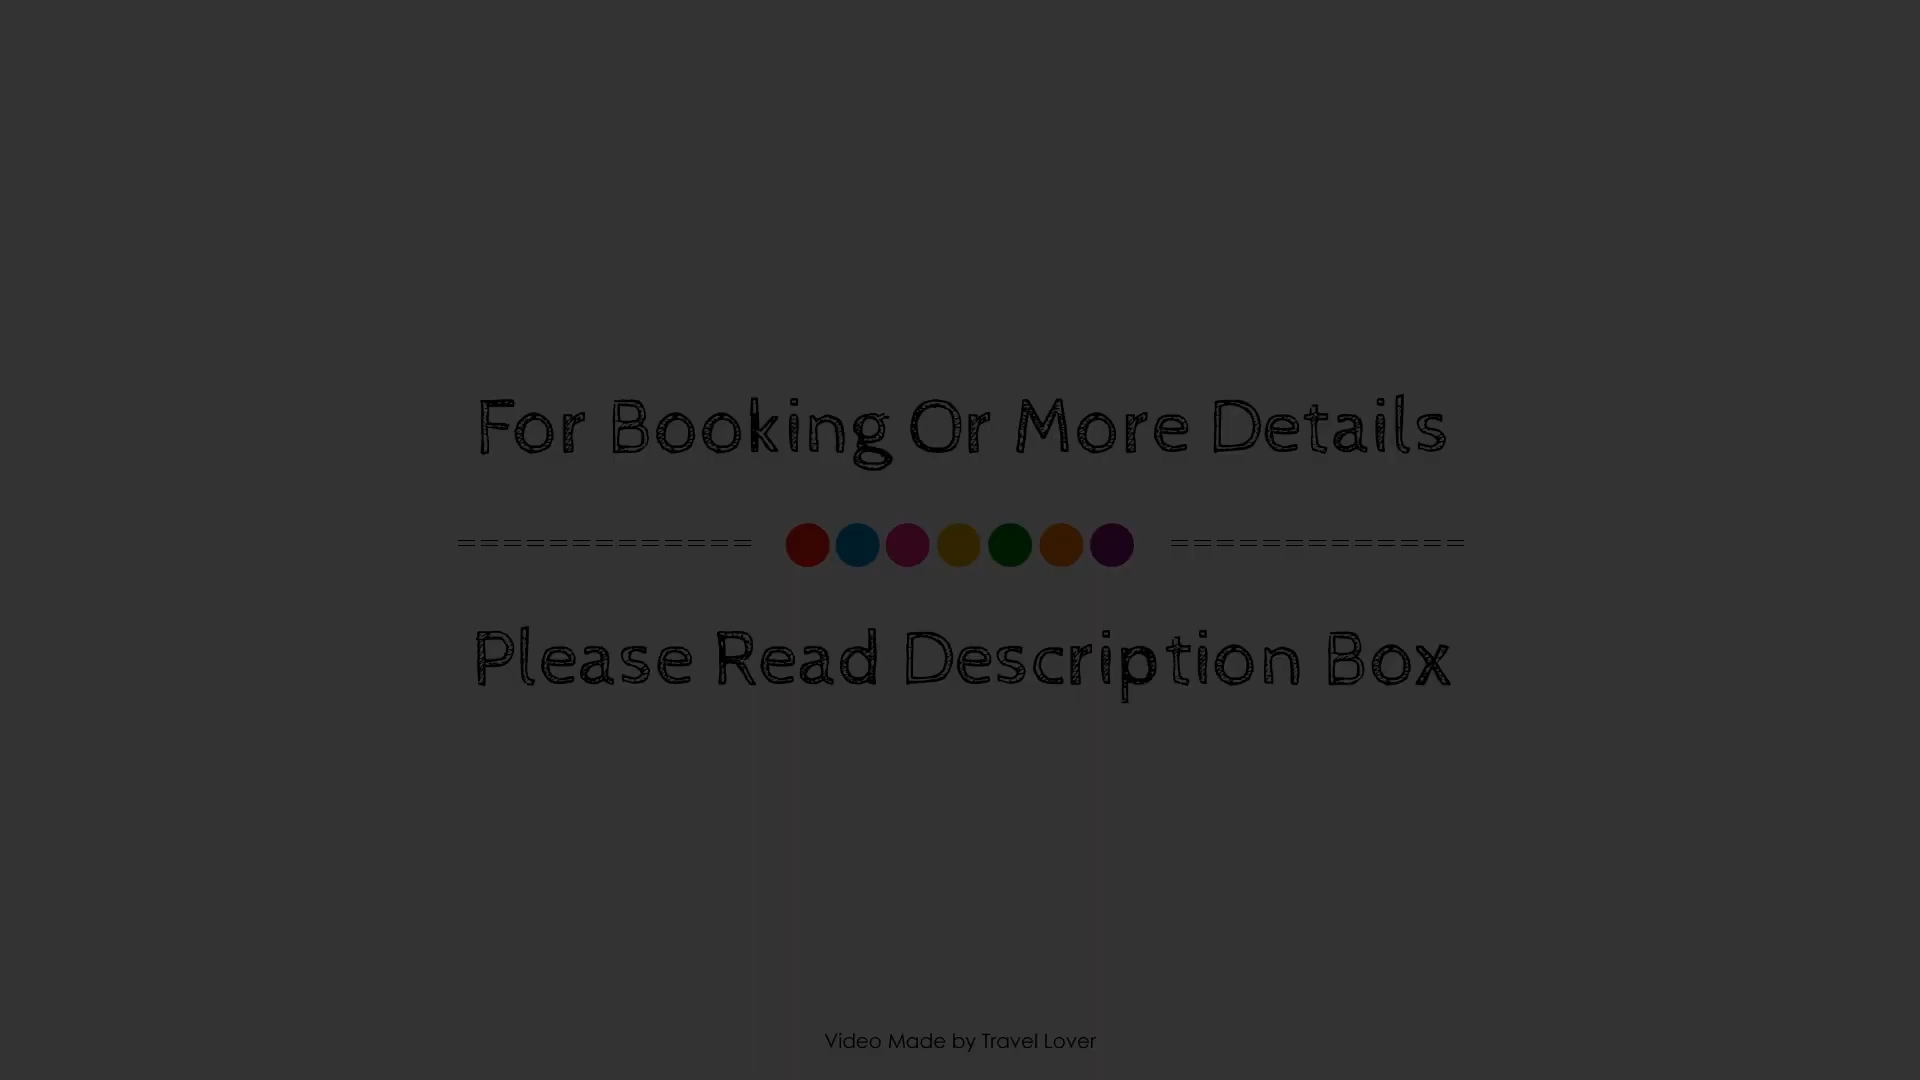 For Booking Or More Details
============= =============
Please Read Description Box
Video Made by Travel Lover